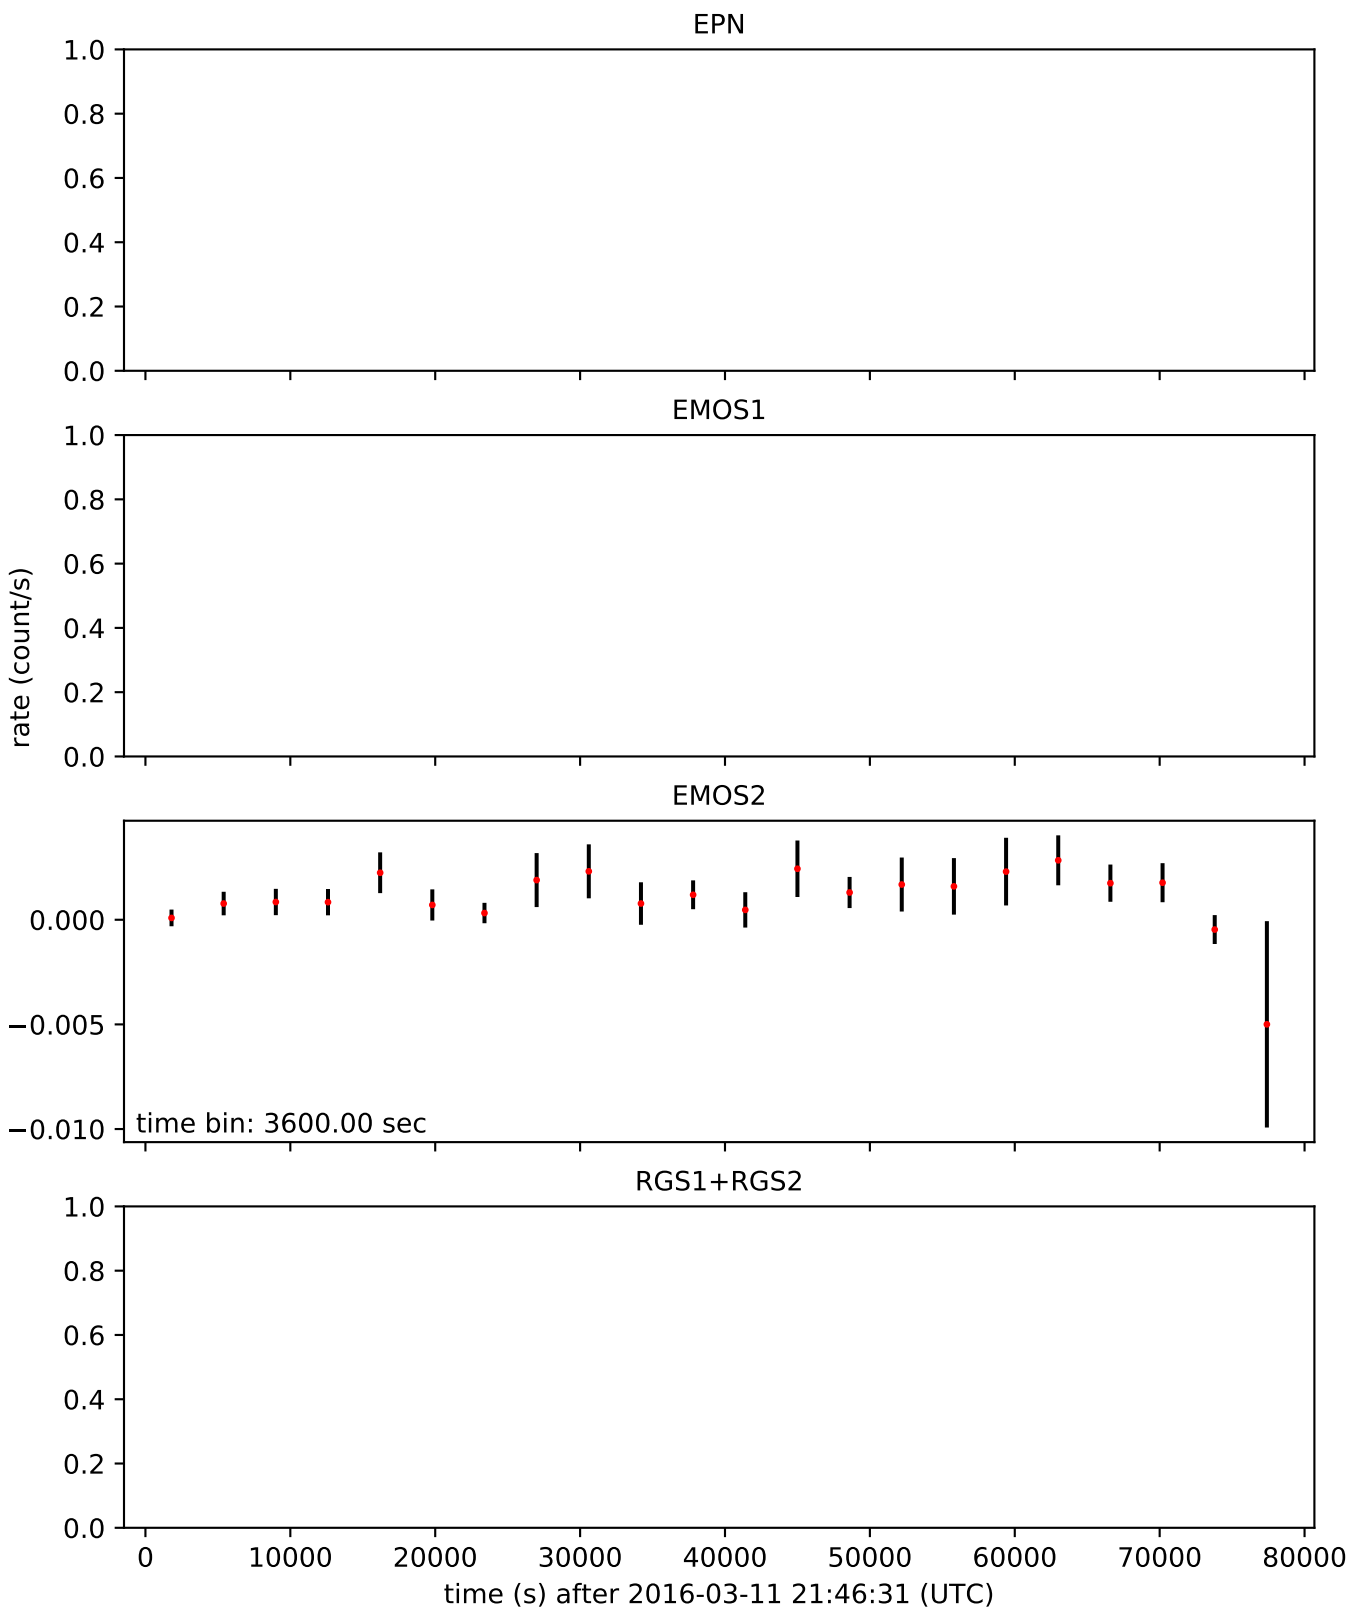 EPN
1.0
0.8
0.6
0.4
0.2
0.0
EMOS1
1.0
0.8
0.6
0.4
0.2
0.0
rate (count/s)
EMOS2
0.000
−0.005
−0.010
time bin: 3600.00 sec
RGS1+RGS2
1.0
0.8
0.6
0.4
0.2
0.0
0 10000 20000 30000 40000 50000 60000 70000 80000
time (s) after 2016-03-11 21:46:31 (UTC)